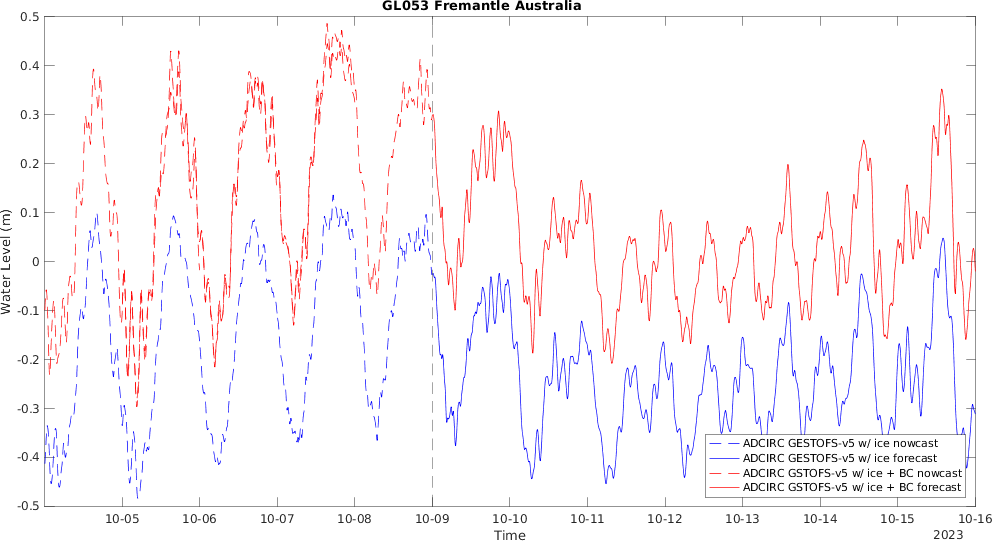 GL053 Fremantle Australia
0.5
0.4
0.3
0.2
0.1
0
-0.1
-0.2
-0.3
-0.4
-0.5
Water Level (m)
ADCIRC GESTOFS-v5 w/ ice nowcast
ADCIRC GESTOFS-v5 w/ ice forecast
ADCIRC GSTOFS-v5 w/ ice + BC nowcast
ADCIRC GSTOFS-v5 w/ ice + BC forecast
10-05 10-06 10-07 10-08 10-09 10-10 10-11 10-12 10-13 10-14 10-15 10-16
Time
2023